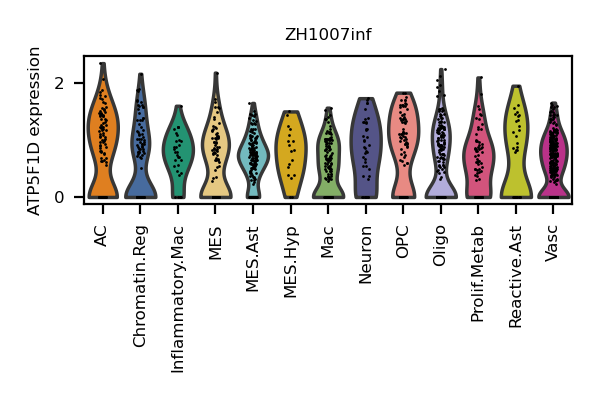 ZH1007inf
ATP5F1D expression
2
0
AC
Chromatin.Reg
Inflammatory.Mac
MES
MES.Ast
MES.Hyp
Mac
Neuron
OPC
Oligo
Prolif.Metab
Reactive.Ast
Vasc